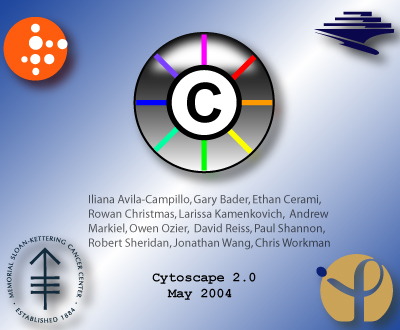 C
Iliana Avila-Campillo, Gary Bader, Ethan Cerami,
Rowan Christmas, Larissa Kamenkovich, Andrew
Markiel, Owen Ozier, David Reiss, Paul Shannon,
Robert Sheridan, Jonathan Wang, Chris Workman
MEMORIAL SLOAN-KETTERING CANCER CENTER
ESTABLISHED 1884
Cytoscape 2.0
May 2004